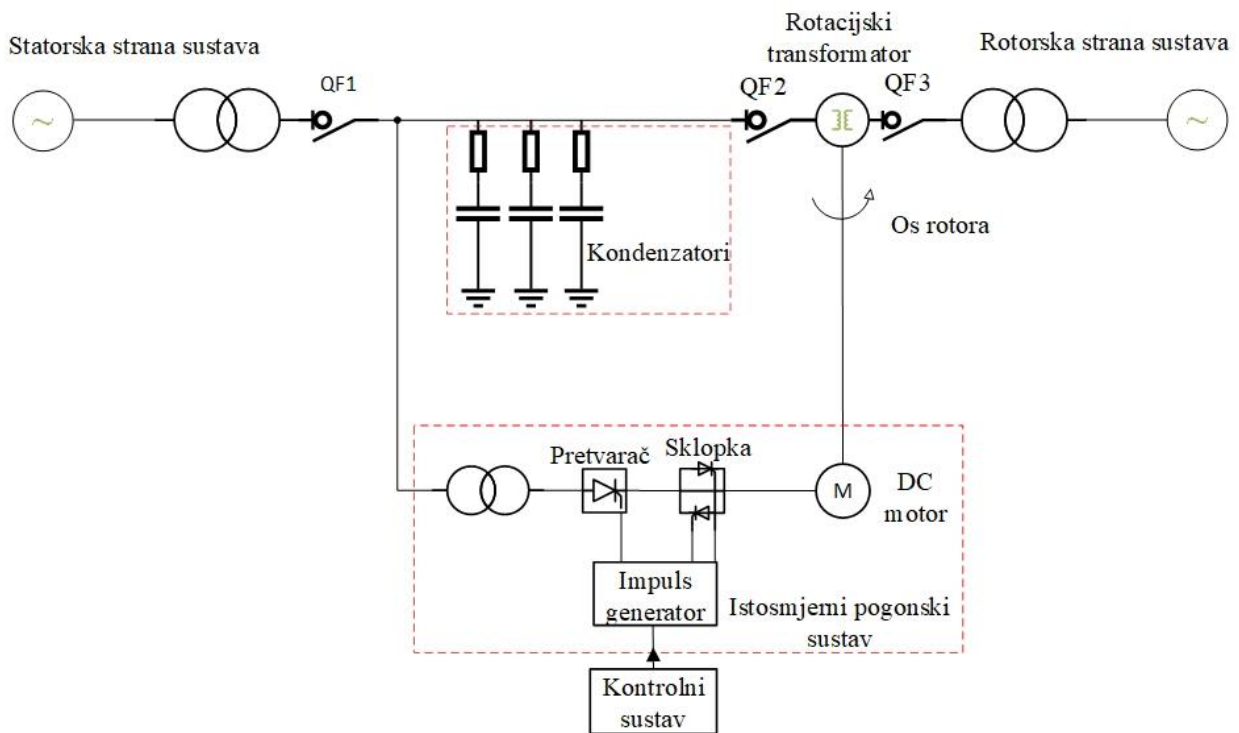 Statorska strana sustava
QF1
Rotacijski
transformator
QF2
QF3
Rotorska strana sustava
~
~
Kondenzatori
Os rotora
Pretvarač
Sklopka
M
DC
motor
Impuls
generator
Istosmjerni pogonski
sustav
Kontrolni
sustav